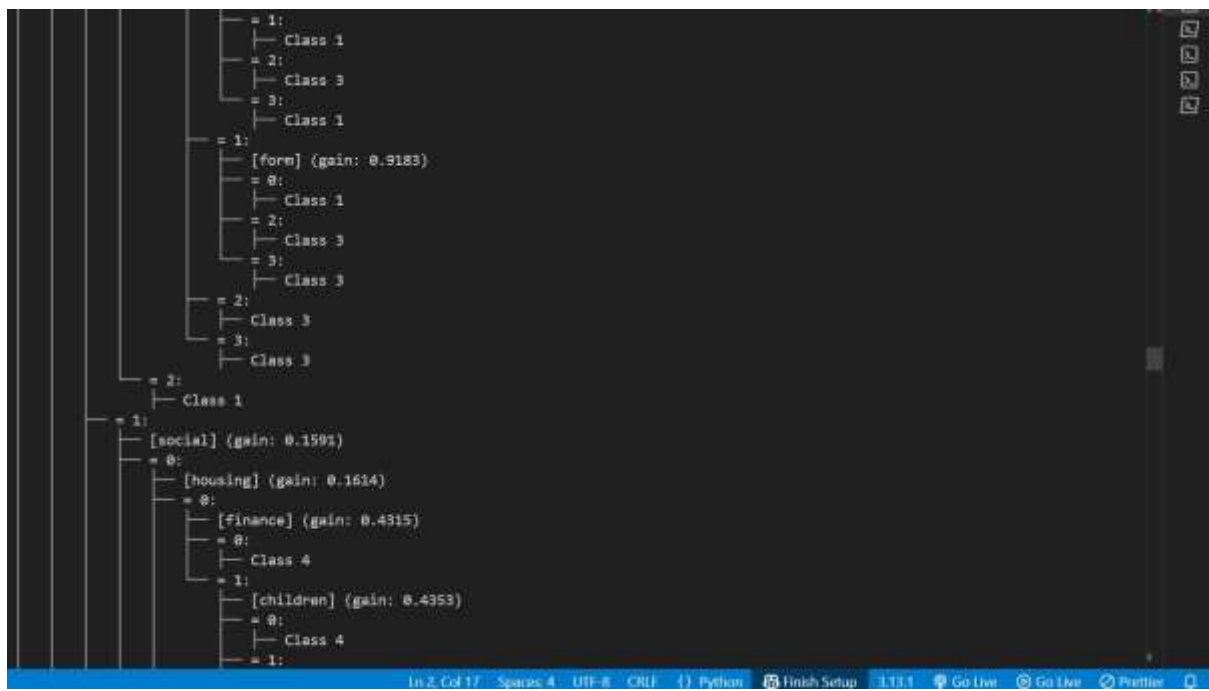 = 1:
Class 1
= 2:
Class 3
= 3:
Class 1
= 1:
[form] (gain: 0.9183)
= 0:
Class 1
= 2:
Class 3
= 3:
Class 3
= 2:
Class 3
= 3:
Class 3
= 2:
Class 1
= 1:
[social] (gain: 0.1591)
= 0:
[housing] (gain: 0.1614)
= 0:
[finance] (gain: 0.4315)
= 0:
Class 4
= 1:
[children] (gain: 0.4353)
= 0:
Class 4
= 1:
Ln 2, Col 17 Spaces: 4 UTF-8 CRLF {} Python Finish Setup 3.13.1 Go Live Go Live Prettier